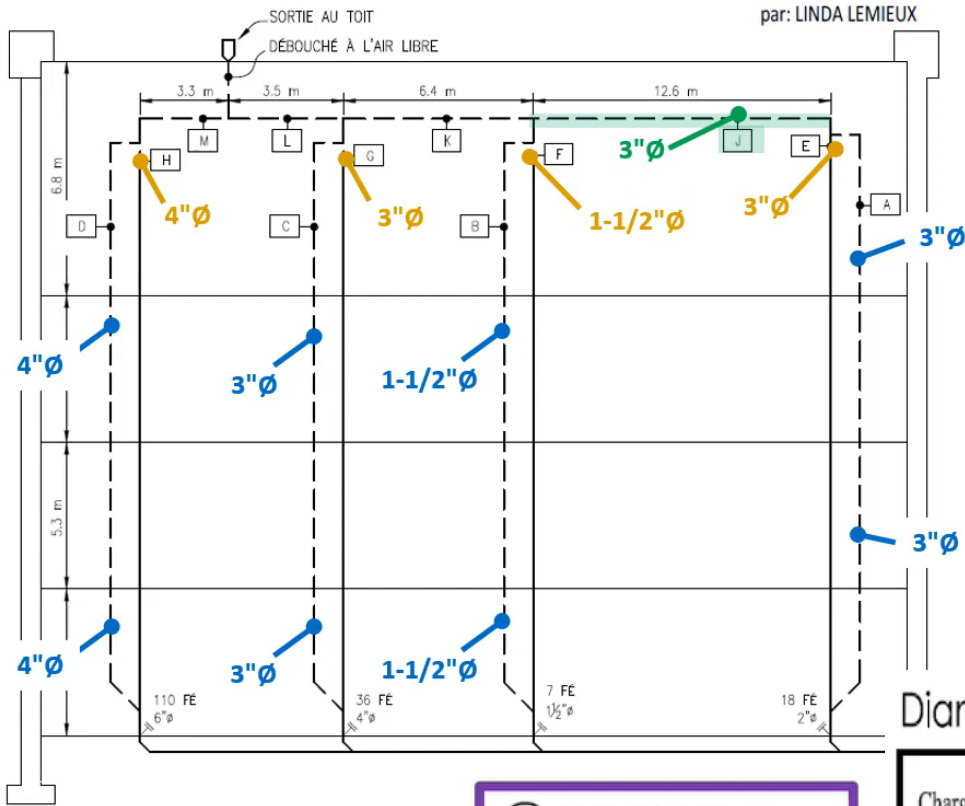 par: LINDA LEMIEUX
SORTIE AU TOIT
DÉBOUCHÉ À L'AIR LIBRE
3.3 m
3.5 m
6.4 m
12.6 m
M
L
K
J
3"Ø
H
G
F
E
4"Ø
3"Ø
1-1/2"Ø
3"Ø
6.8 m
D
C
B
A
3"Ø
4"Ø
3"Ø
1-1/2"Ø
5.3 m
3"Ø
4"Ø
3"Ø
1-1/2"Ø
110 FÉ
6"ø
36 FÉ
4"ø
7 FÉ
1½"ø
18 FÉ
2"ø